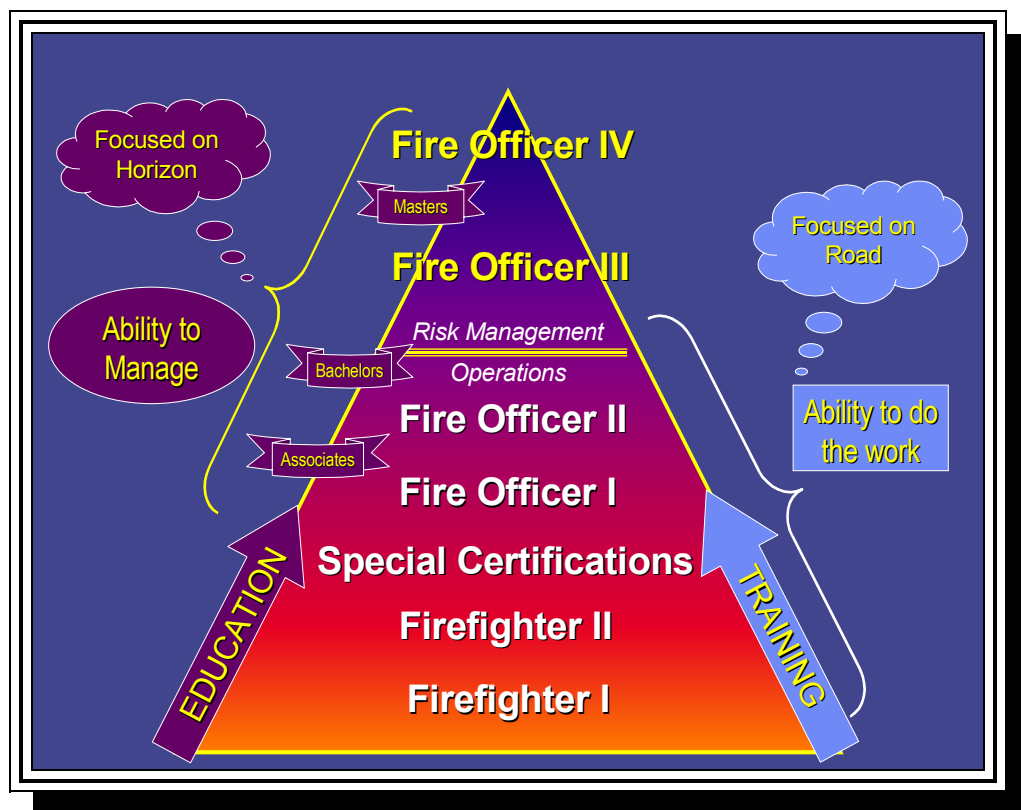 Focused on
Horizon
Fire Officer IV
Masters
Focused on
Road
Fire Officer III
Ability to
Manage
Risk Management
Bachelors
Operations
Ability to do
the work
Fire Officer II
Associates
Fire Officer I
Special Certifications
EDUCATION
TRAINING
Firefighter II
Firefighter I